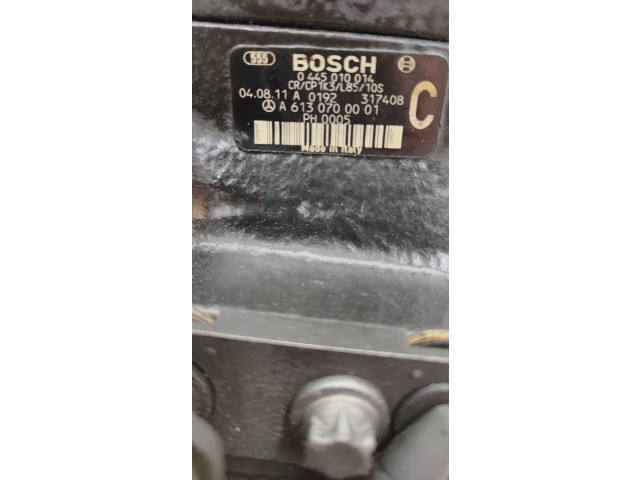 555 BOSCH
0 445 010 014
CR/CP1K3/L85/10S
04.08.11 A 0192 317408
A 613 070 00 01
C
PH 0005
Made in Italy